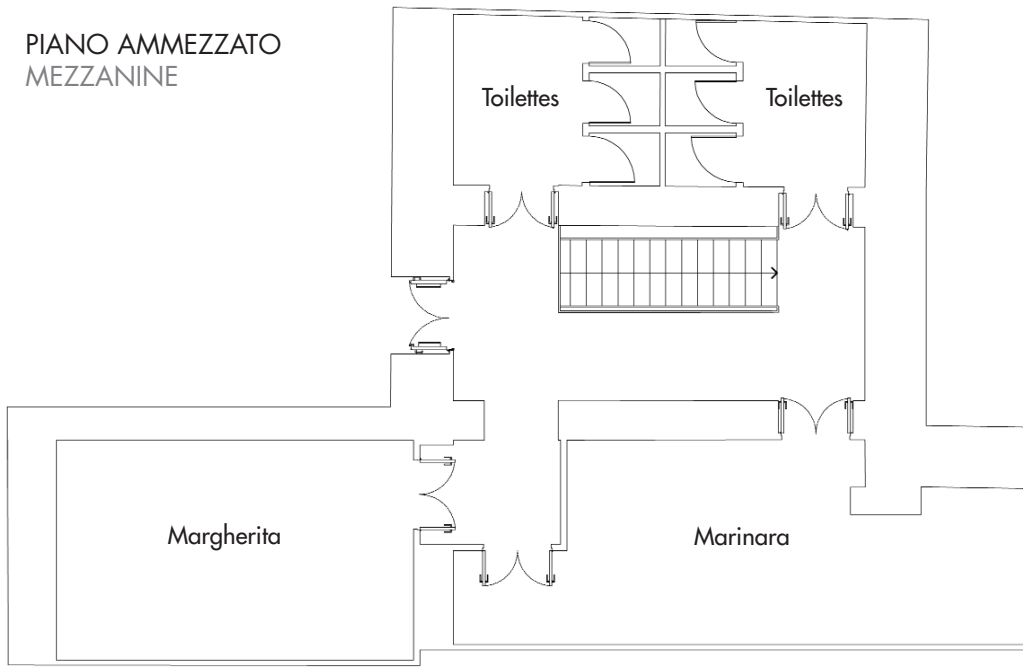 PIANO AMMEZZATO
MEZZANINE
Toilettes
Toilettes
Margherita
Marinara